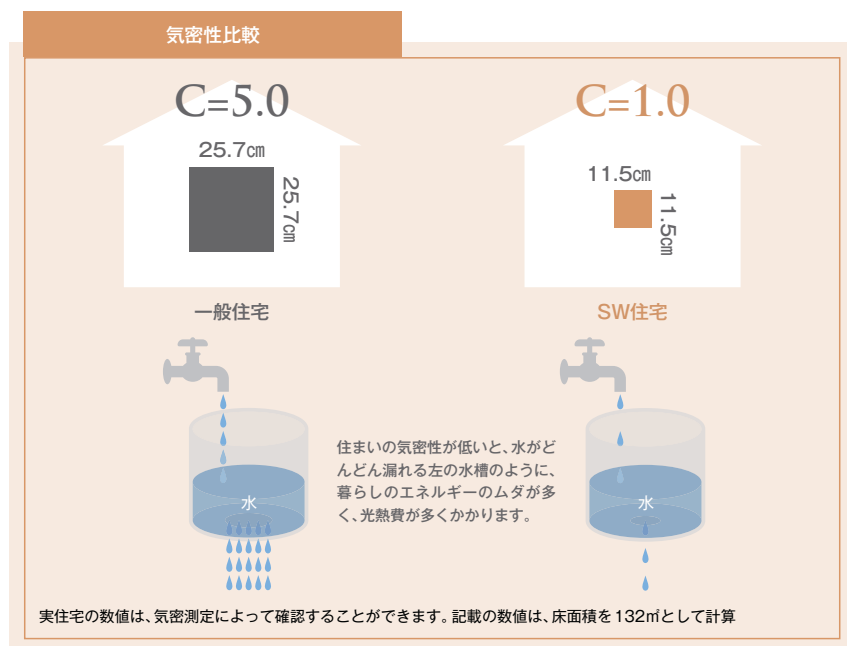 気密性比較
C=5.0
25.7㎝
25.7㎝
一般住宅
C=1.0
11.5㎝
11.5㎝
SW住宅
水
住まいの気密性が低いと、水がど
んどん漏れる左の水槽のように、
暮らしのエネルギーのムダが多
く、光熱費が多くかかります。
水
実住宅の数値は、気密測定によって確認することができます。記載の数値は、床面積を132㎡として計算